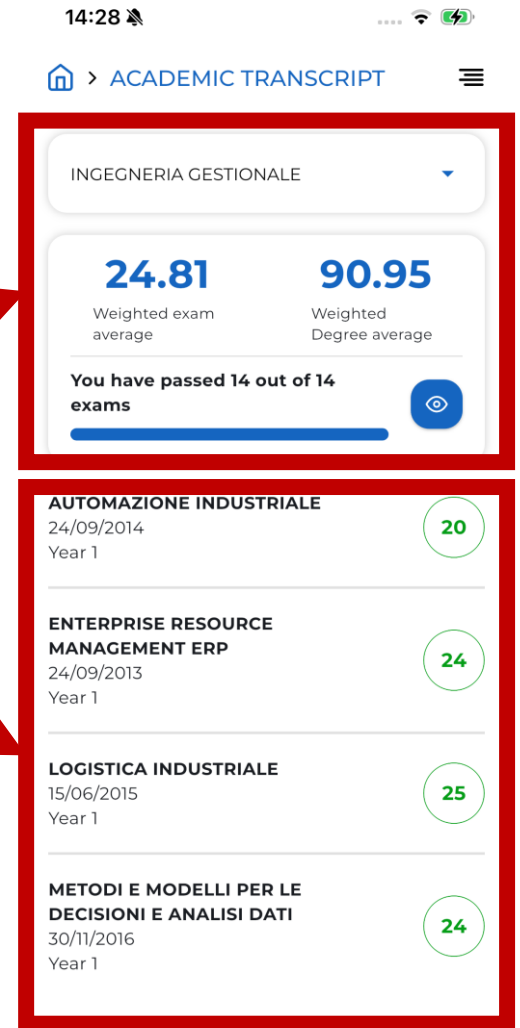 14:28
> ACADEMIC TRANSCRIPT
INGEGNERIA GESTIONALE
24.81 90.95
Weighted exam average
Weighted Degree average
You have passed 14 out of 14
exams
AUTOMAZIONE INDUSTRIALE
24/09/2014
Year 1
20
ENTERPRISE RESOURCE
MANAGEMENT ERP
24/09/2013
Year 1
24
LOGISTICA INDUSTRIALE
15/06/2015
Year 1
25
METODI E MODELLI PER LE
DECISIONI E ANALISI DATI
30/11/2016
Year 1
24